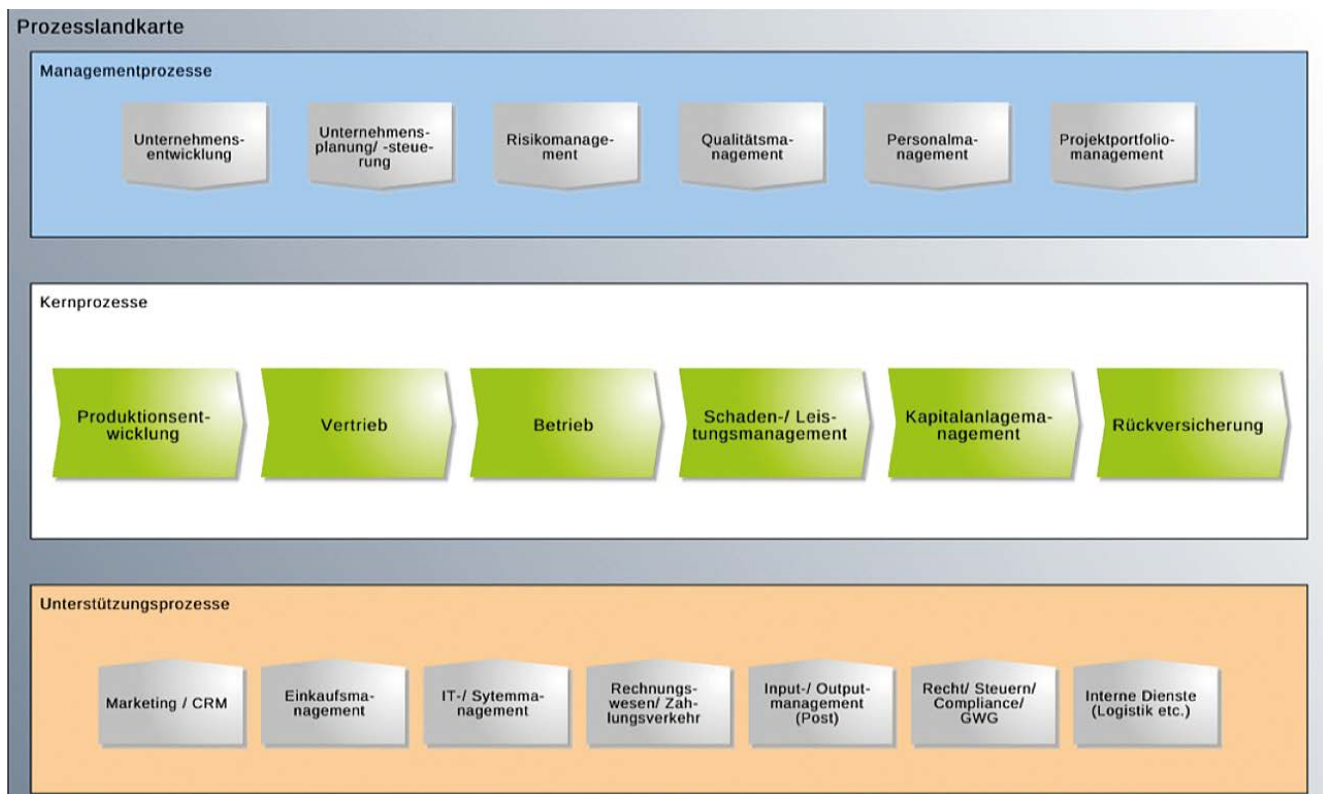 Prozesslandkarte
Managementprozesse
Unternehmens-
entwicklung
Unternehmens-
planung/ -steue-
rung
Risikomanage-
ment
Qualitätsma-
nagement
Personalma-
nagement
Projektportfolio-
management
Kernprozesse
Produktionsent-
wicklung
Vertrieb
Betrieb
Schaden-/ Leis-
tungsmanagement
Kapitalanlagema-
nagement
Rückversicherung
Unterstützungsprozesse
Marketing / CRM
Einkaufsma-
nagement
IT-/ Sytemma-
nagement
Rechnungs-
wesen/ Zah-
lungsverkehr
Input-/ Output-
management
(Post)
Recht/ Steuern/
Compliance/
GWG
Interne Dienste
(Logistik etc.)